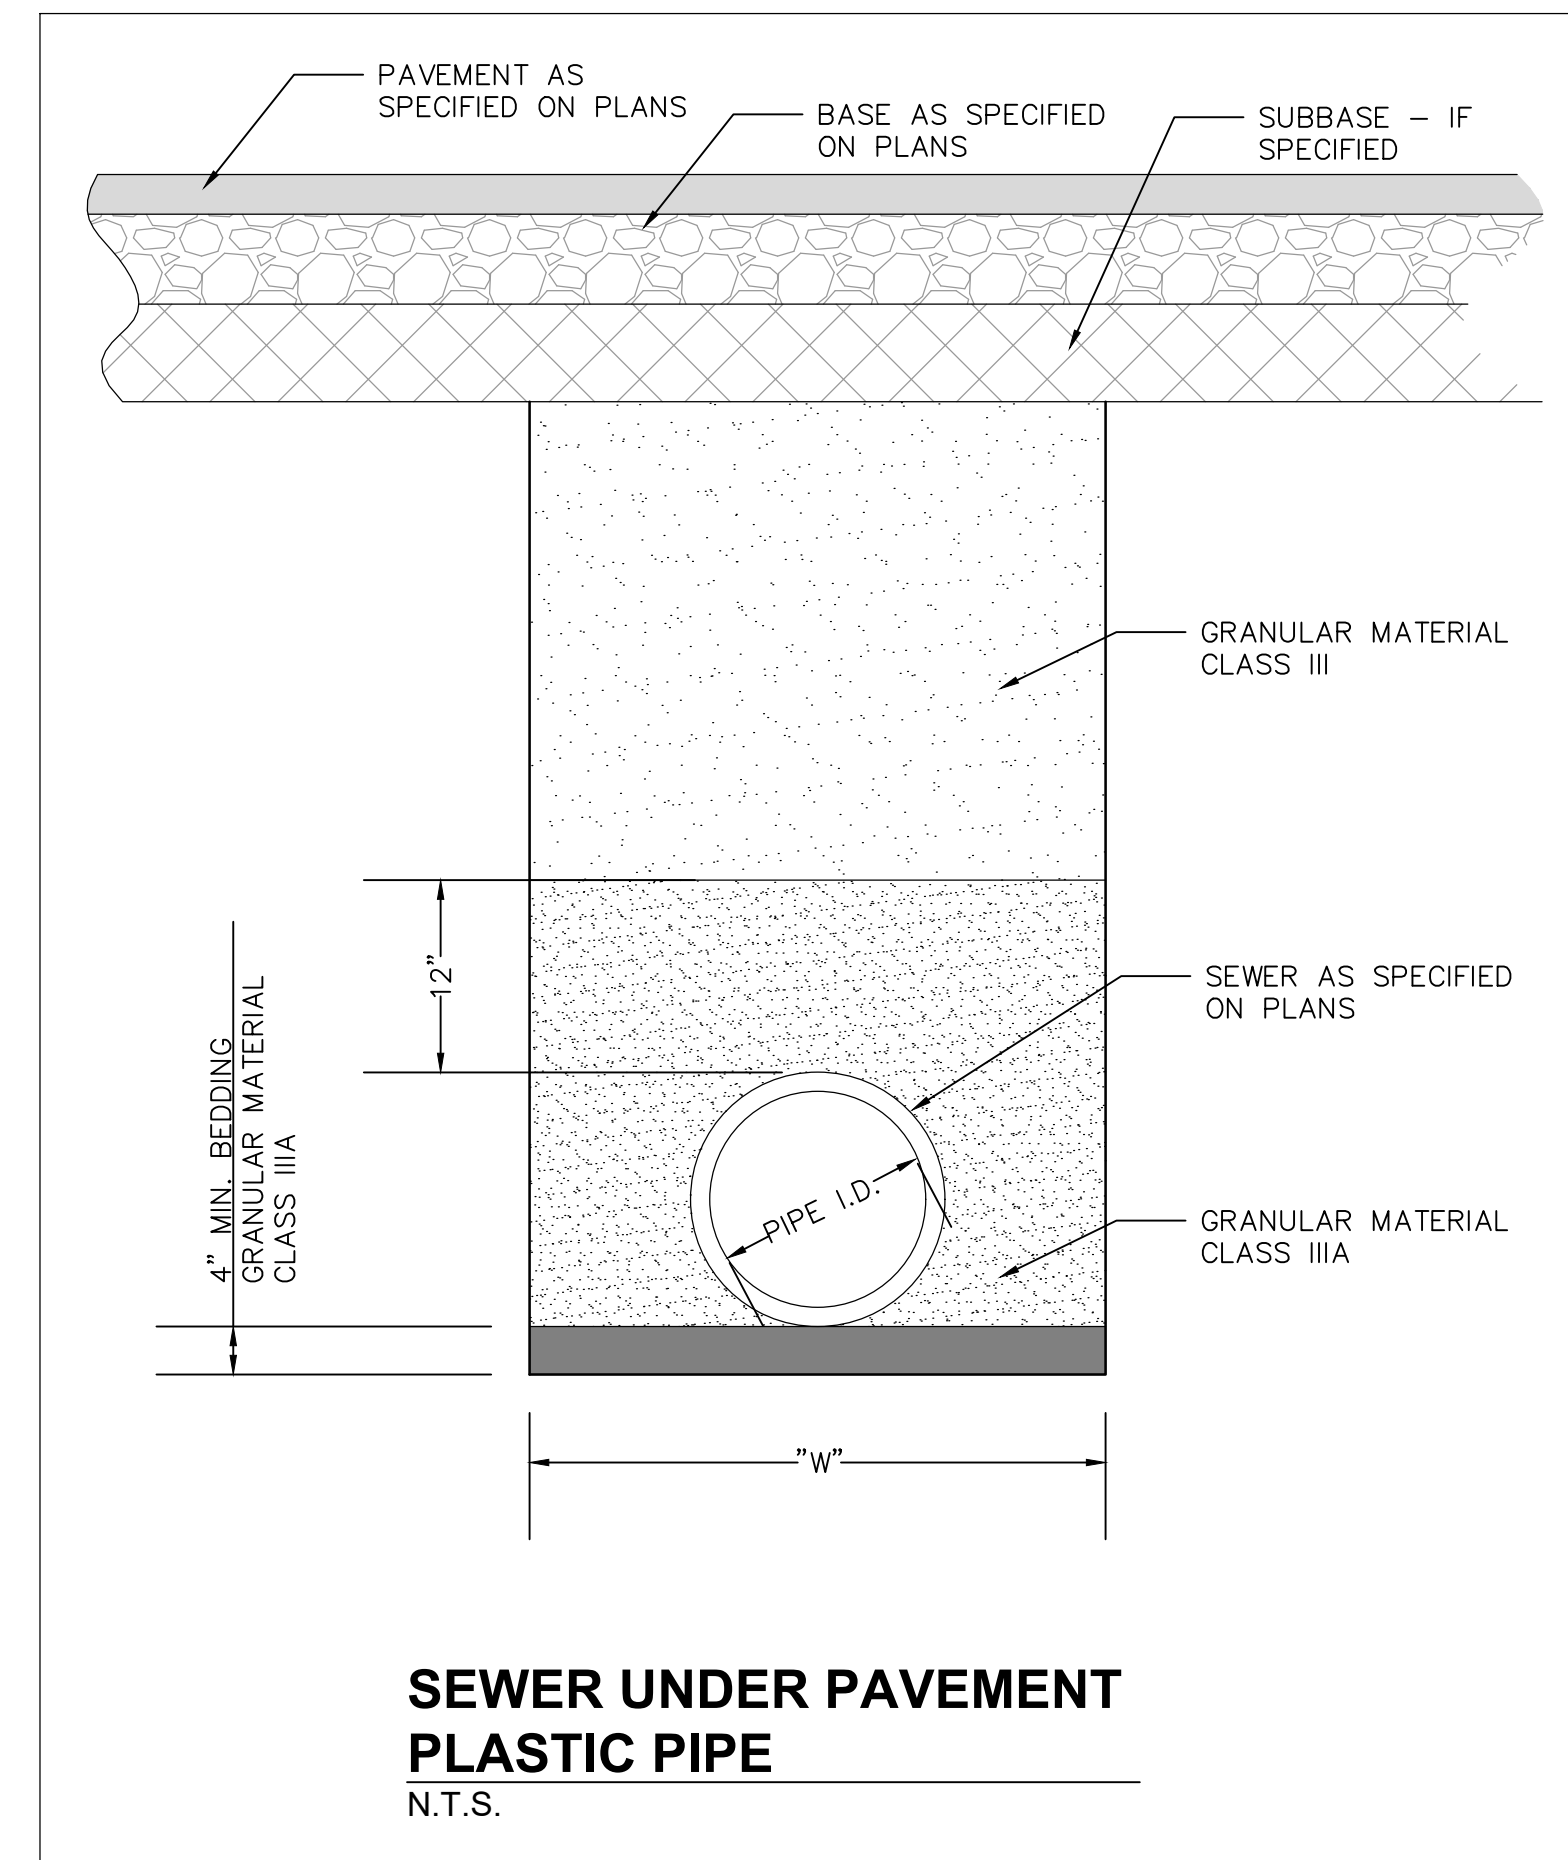 PAVEMENT AS
SPECIFIED ON PLANS
BASE AS SPECIFIED
ON PLANS
SUBBASE – IF
SPECIFIED
GRANULAR MATERIAL
CLASS III
12"
4" MIN. BEDDING
GRANULAR MATERIAL
CLASS IIIA
SEWER AS SPECIFIED
ON PLANS
PIPE I.D.
GRANULAR MATERIAL
CLASS IIIA
"W"
SEWER UNDER PAVEMENT
PLASTIC PIPE
N.T.S.